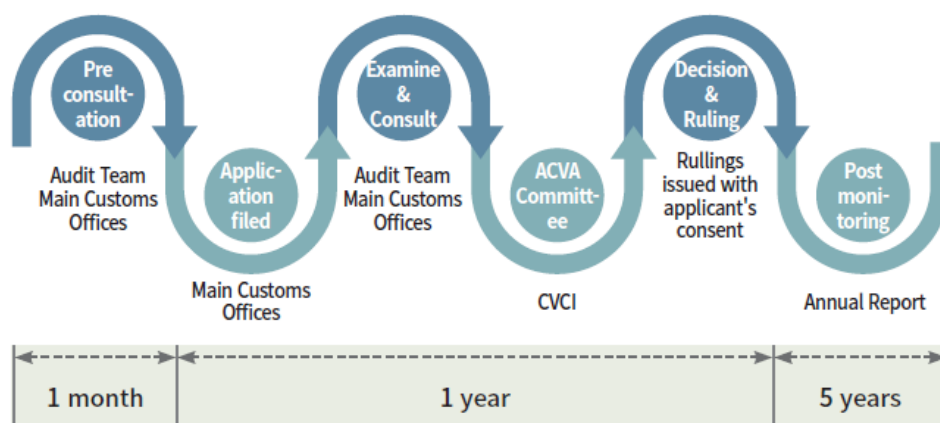 Pre
consult-
ation
Audit Team
Main Customs
Offices
Applic-
ation
filed
Main Customs
Offices
Examine
&
Consult
Audit Team
Main Customs
Offices
ACVA
Committ-
ee
CVCI
Decision
&
Ruling
Rullings
issued with
applicant's
consent
Post
moni-
toring
Annual Report
1 month
1 year
5 years